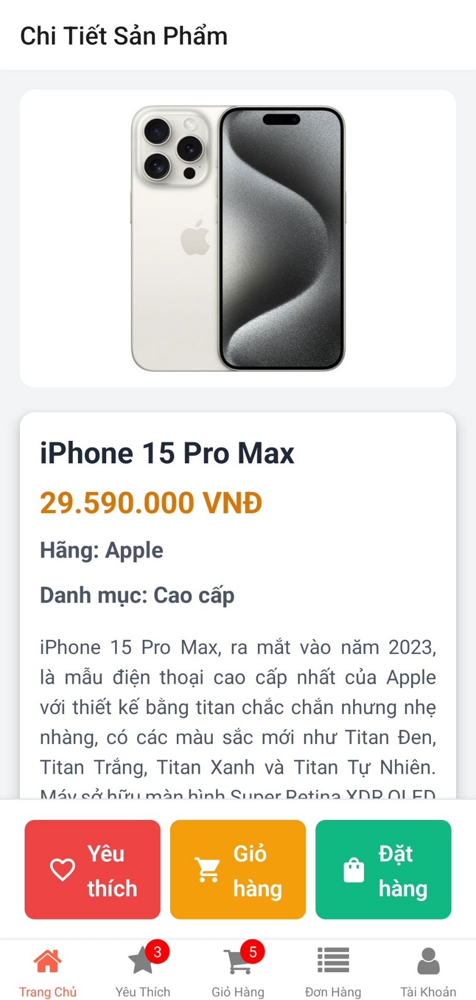 Chi Tiết Sản Phẩm
iPhone 15 Pro Max
29.590.000 VNĐ
Hãng: Apple
Danh mục: Cao cấp
iPhone 15 Pro Max, ra mắt vào năm 2023,
là mẫu điện thoại cao cấp nhất của Apple
với thiết kế bằng titan chắc chắn nhưng nhẹ
nhàng, có các màu sắc mới như Titan Đen,
Titan Trắng, Titan Xanh và Titan Tự Nhiên.
Máy sở hữu màn hình Super Retina XDR OLED
Yêu
thích
Giỏ
hàng
Đặt
hàng
3
5
Trang Chủ
Yêu Thích
Giỏ Hàng
Đơn Hàng
Tài Khoản